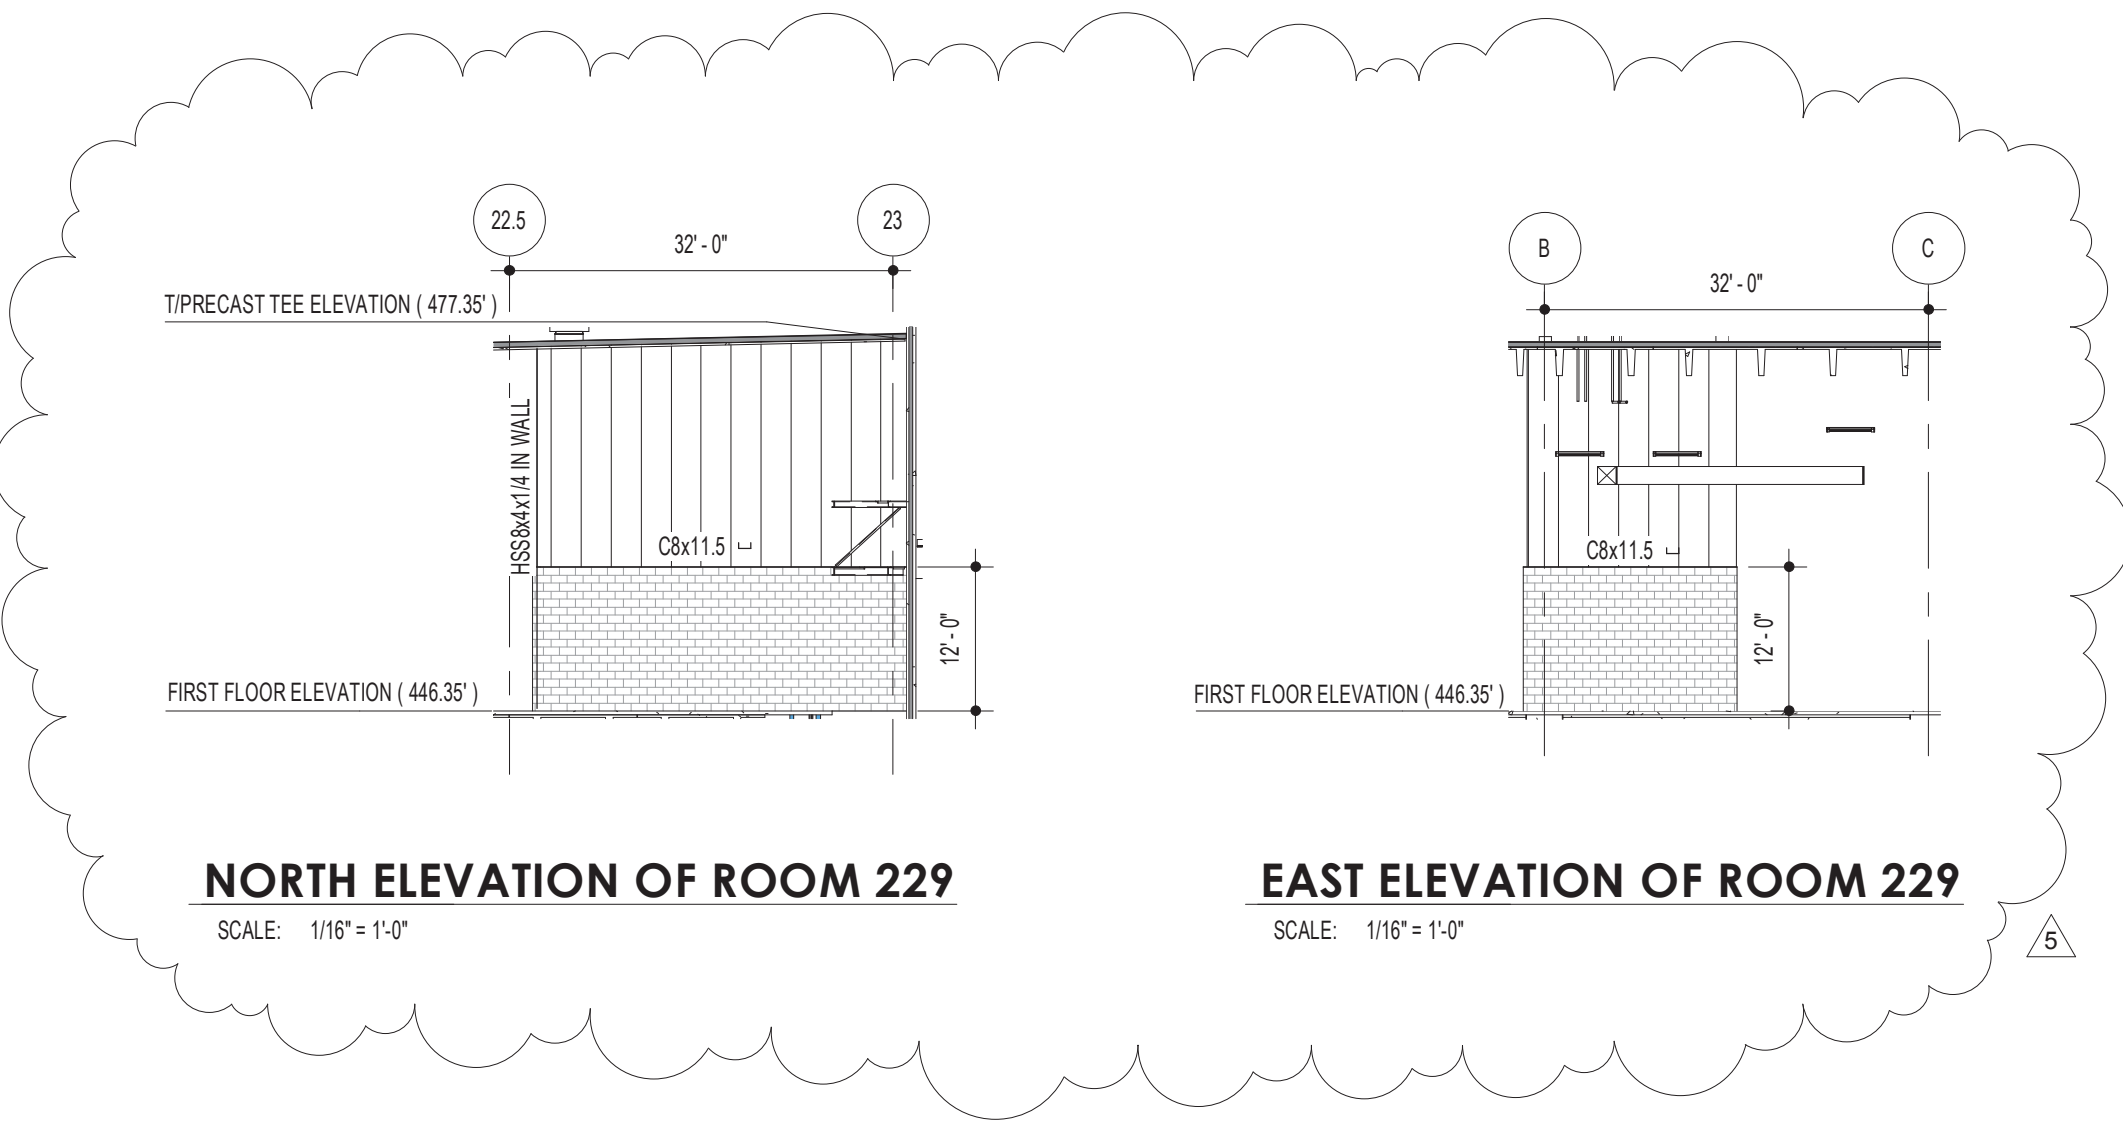 22.5
23
32' - 0"
T/PRECAST TEE ELEVATION ( 477.35' )
HSS8x4x1/4 IN WALL
C8x11.5
12' - 0"
FIRST FLOOR ELEVATION ( 446.35' )
NORTH ELEVATION OF ROOM 229
SCALE: 1/16" = 1'-0"
B
C
32' - 0"
C8x11.5
12' - 0"
FIRST FLOOR ELEVATION ( 446.35' )
EAST ELEVATION OF ROOM 229
SCALE: 1/16" = 1'-0"
5